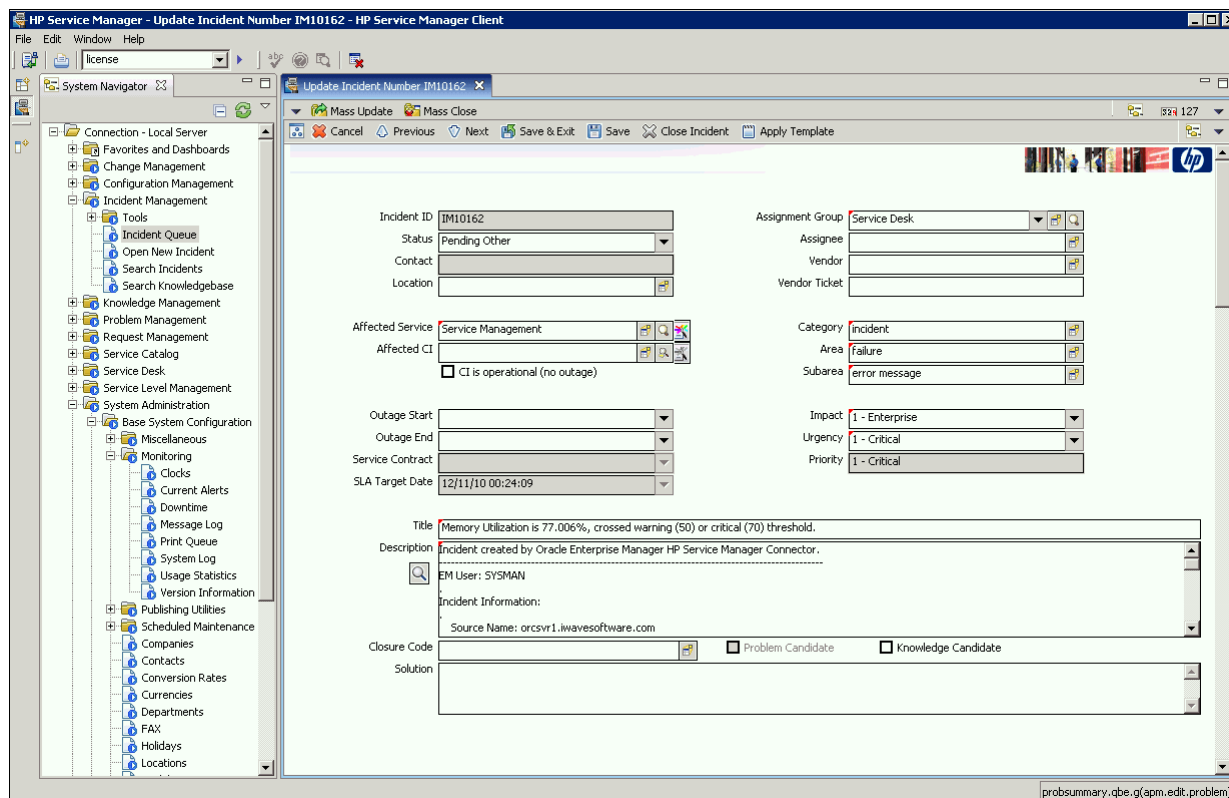 HP Service Manager - Update Incident Number IM10162 - HP Service Manager Client
File Edit Window Help
license
System Navigator
Connection - Local Server
Favorites and Dashboards
Change Management
Configuration Management
Incident Management
Tools
Incident Queue
Open New Incident
Search Incidents
Search Knowledgebase
Knowledge Management
Problem Management
Request Management
Service Catalog
Service Desk
Service Level Management
System Administration
Base System Configuration
Miscellaneous
Monitoring
Clocks
Current Alerts
Downtime
Message Log
Print Queue
System Log
Usage Statistics
Version Information
Publishing Utilities
Scheduled Maintenance
Companies
Contacts
Conversion Rates
Currencies
Departments
FAX
Holidays
Locations
Update Incident Number IM10162
Mass Update Mass Close
127
Cancel Previous Next Save & Exit Save Close Incident Apply Template
hp
Incident ID IM10162
Status Pending Other
Contact
Location
Assignment Group Service Desk
Assignee
Vendor
Vendor Ticket
Affected Service Service Management
Affected CI
CI is operational (no outage)
Category incident
Area failure
Subarea error message
Outage Start
Outage End
Service Contract
SLA Target Date 12/11/10 00:24:09
Impact 1 - Enterprise
Urgency 1 - Critical
Priority 1 - Critical
Title Memory Utilization is 77.006%, crossed warning (50) or critical (70) threshold.
Description Incident created by Oracle Enterprise Manager HP Service Manager Connector.
EM User: SYSMAN
.
Incident Information:
.
Source Name: orcsvr1.iwavesoftware.com
Closure Code
Problem Candidate
Knowledge Candidate
Solution
probsummary.qbe.g(apm.edit.problem)